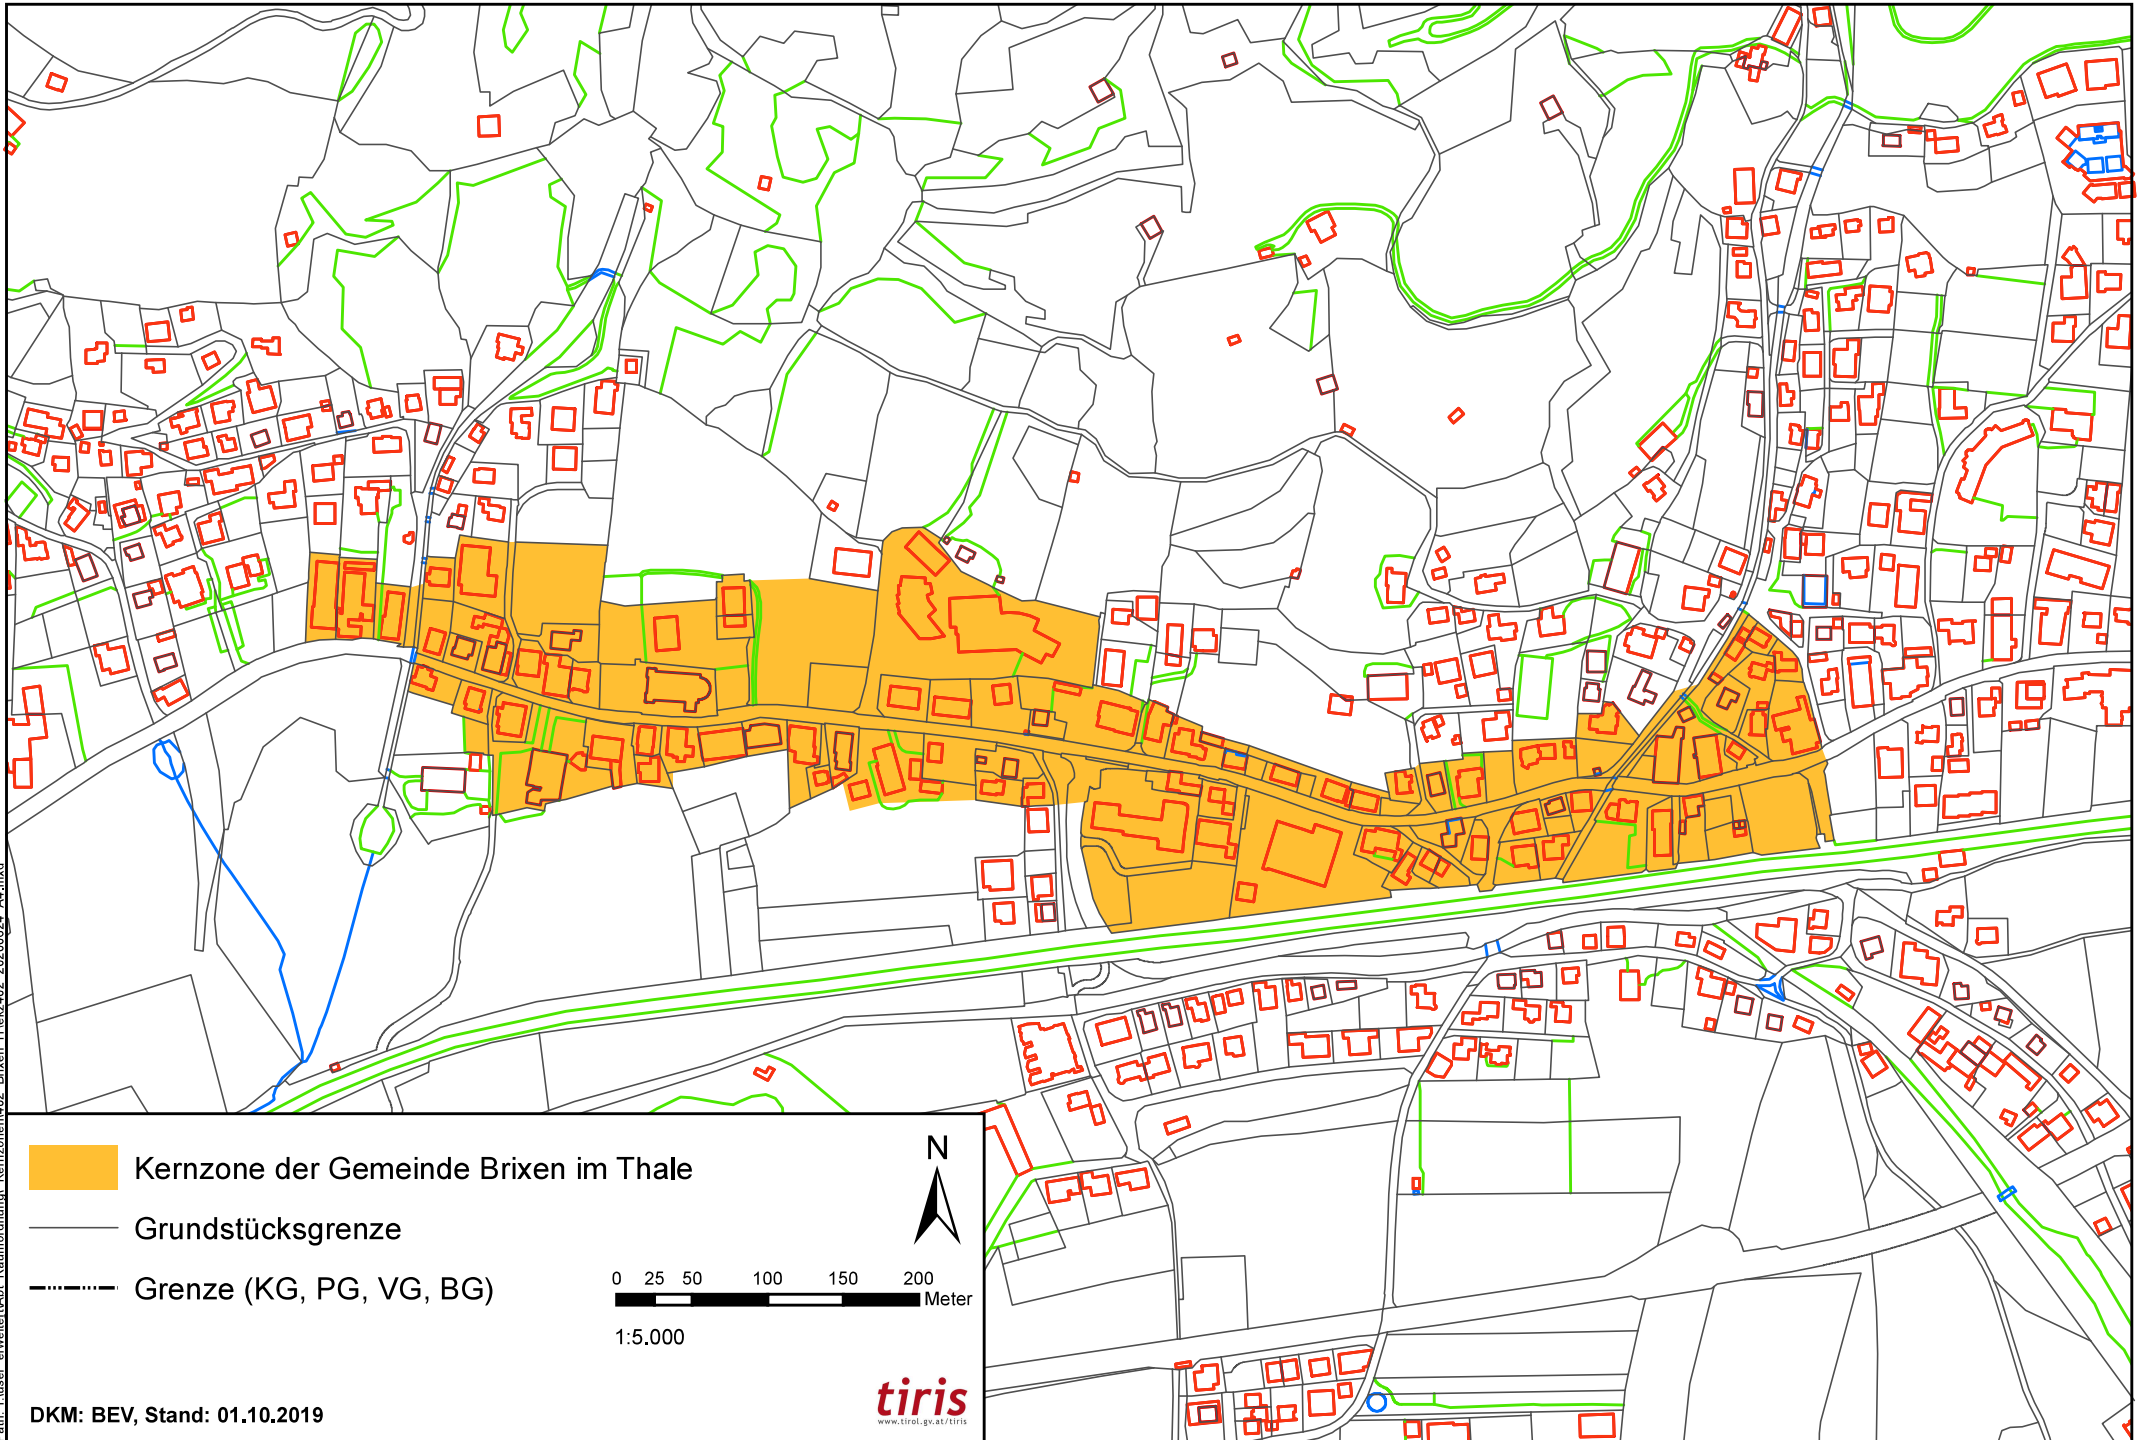 Kernzone der Gemeinde Brixen im Thale
Grundstücksgrenze
Grenze (KG, PG, VG, BG)
N
0 25 50 100 150 200
Meter
1:5.000
DKM: BEV, Stand: 01.10.2019
tiris
www.tirol.gv.at/tiris